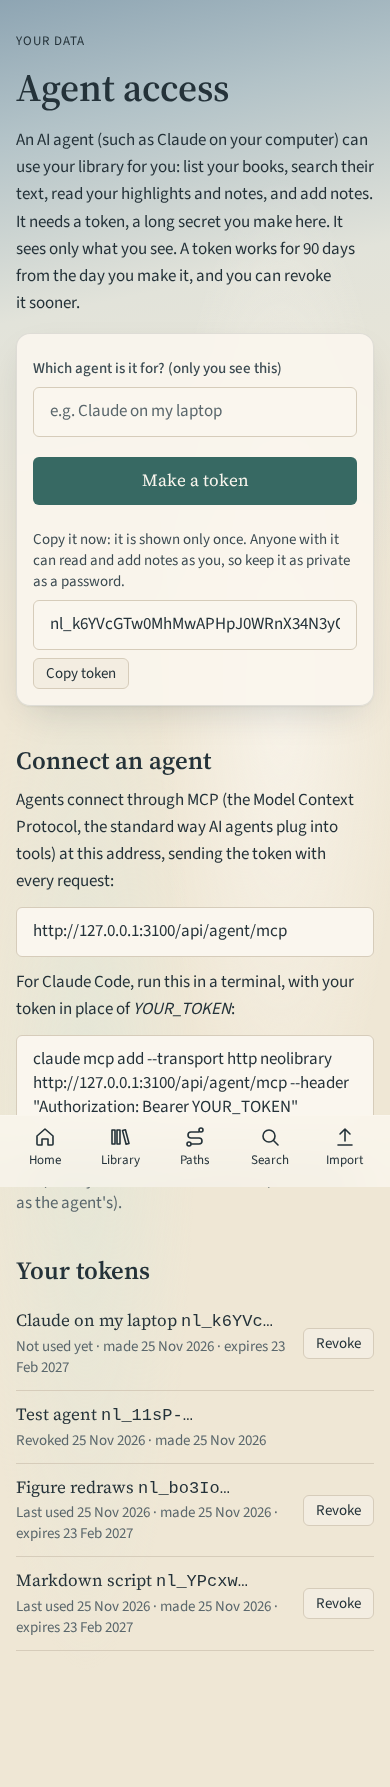 YOUR DATA
Agent access
An AI agent (such as Claude on your computer) can
use your library for you: list your books, search their
text, read your highlights and notes, and add notes.
It needs a token, a long secret you make here. It
sees only what you see. A token works for 90 days
from the day you make it, and you can revoke
it sooner.
Which agent is it for? (only you see this)
e.g. Claude on my laptop
Make a token
Copy it now: it is shown only once. Anyone with it
can read and add notes as you, so keep it as private
as a password.
nl_k6YVcGTw0MhMwAPHpJ0WRnX34N3y
Copy token
Connect an agent
Agents connect through MCP (the Model Context
Protocol, the standard way AI agents plug into
tools) at this address, sending the token with
every request:
http://127.0.0.1:3100/api/agent/mcp
For Claude Code, run this in a terminal, with your
token in place of YOUR_TOKEN:
claude mcp add --transport http neolibrary
http://127.0.0.1:3100/api/agent/mcp --header
"Authorization: Bearer YOUR_TOKEN"
Home Library Paths Search Import
as the agent's).
Your tokens
Claude on my laptop nl_k6YVc…
Not used yet · made 25 Nov 2026 · expires 23
Feb 2027
Revoke
Test agent nl_11sP-…
Revoked 25 Nov 2026 · made 25 Nov 2026
Figure redraws nl_bo3Io…
Last used 25 Nov 2026 · made 25 Nov 2026 ·
expires 23 Feb 2027
Revoke
Markdown script nl_YPcxw…
Last used 25 Nov 2026 · made 25 Nov 2026 ·
expires 23 Feb 2027
Revoke